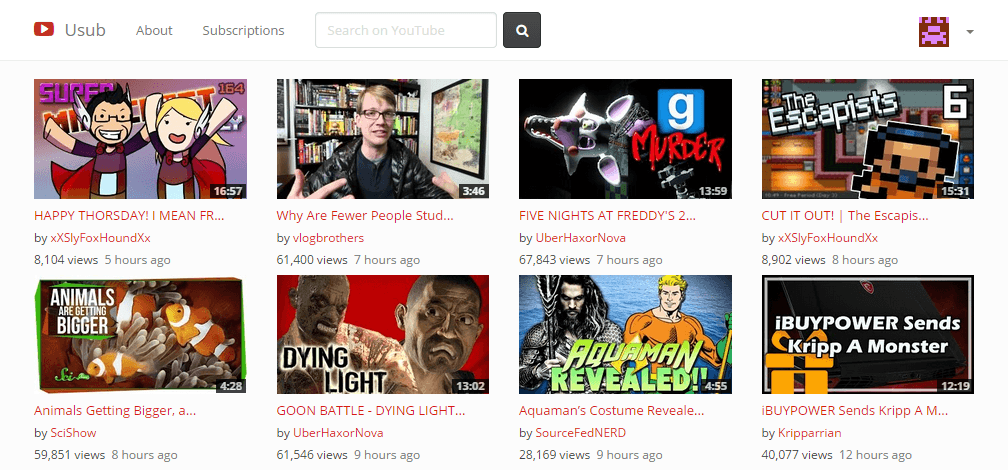 Usub About Subscriptions Search on YouTube
SUPER 164
16:57
3:46
g
MURDER
13:59
The
Escapists 6
15:31
HAPPY THORSDAY! I MEAN FR...
by xXSlyFoxHoundXx
8,104 views 5 hours ago
Why Are Fewer People Stud...
by vlogbrothers
61,400 views 7 hours ago
FIVE NIGHTS AT FREDDY'S 2...
by UberHaxorNova
67,843 views 7 hours ago
CUT IT OUT! | The Escapis...
by xXSlyFoxHoundXx
8,902 views 8 hours ago
ANIMALS
ARE GETTING
BIGGER
Sci
4:28
DYING
LIGHT
13:02
AQUAMAN
REVEALED!!
4:55
iBUYPOWER Sends
Kripp A Monster
12:19
Animals Getting Bigger, a...
by SciShow
59,851 views 8 hours ago
GOON BATTLE - DYING LIGHT...
by UberHaxorNova
61,546 views 9 hours ago
Aquaman's Costume Reveale...
by SourceFedNERD
28,169 views 9 hours ago
iBUYPOWER Sends Kripp A M...
by Kripparrian
40,077 views 12 hours ago